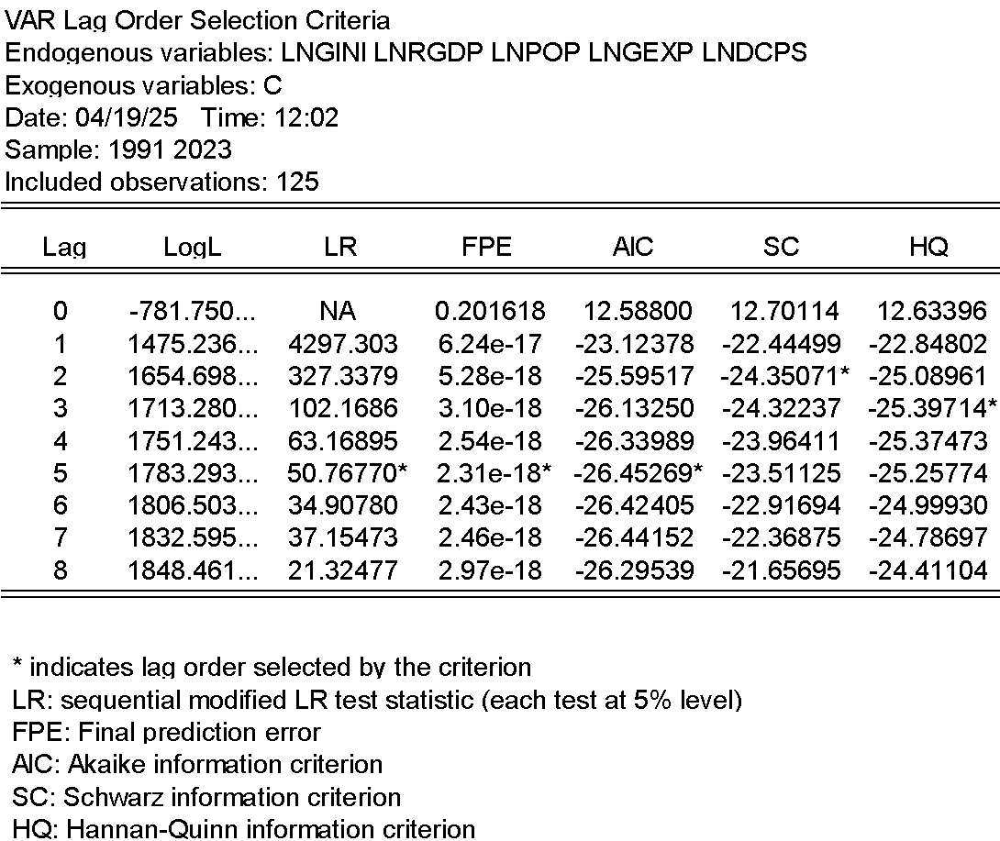 VAR Lag Order Selection Criteria
Endogenous variables: LNGINI LNRGDP LNPOP LNGEXP LNDCPS
Exogenous variables: C
Date: 04/19/25 Time: 12:02
Sample: 1991 2023
Included observations: 125
Lag LogL LR FPE AIC SC HQ
0 -781.750... NA 0.201618 12.58800 12.70114 12.63396
1 1475.236... 4297.303 6.24e-17 -23.12378 -22.44499 -22.84802
2 1654.698... 327.3379 5.28e-18 -25.59517 -24.35071* -25.08961
3 1713.280... 102.1686 3.10e-18 -26.13250 -24.32237 -25.39714*
4 1751.243... 63.16895 2.54e-18 -26.33989 -23.96411 -25.37473
5 1783.293... 50.76770* 2.31e-18* -26.45269* -23.51125 -25.25774
6 1806.503... 34.90780 2.43e-18 -26.42405 -22.91694 -24.99930
7 1832.595... 37.15473 2.46e-18 -26.44152 -22.36875 -24.78697
8 1848.461... 21.32477 2.97e-18 -26.29539 -21.65695 -24.41104
* indicates lag order selected by the criterion
LR: sequential modified LR test statistic (each test at 5% level)
FPE: Final prediction error
AIC: Akaike information criterion
SC: Schwarz information criterion
HQ: Hannan-Quinn information criterion